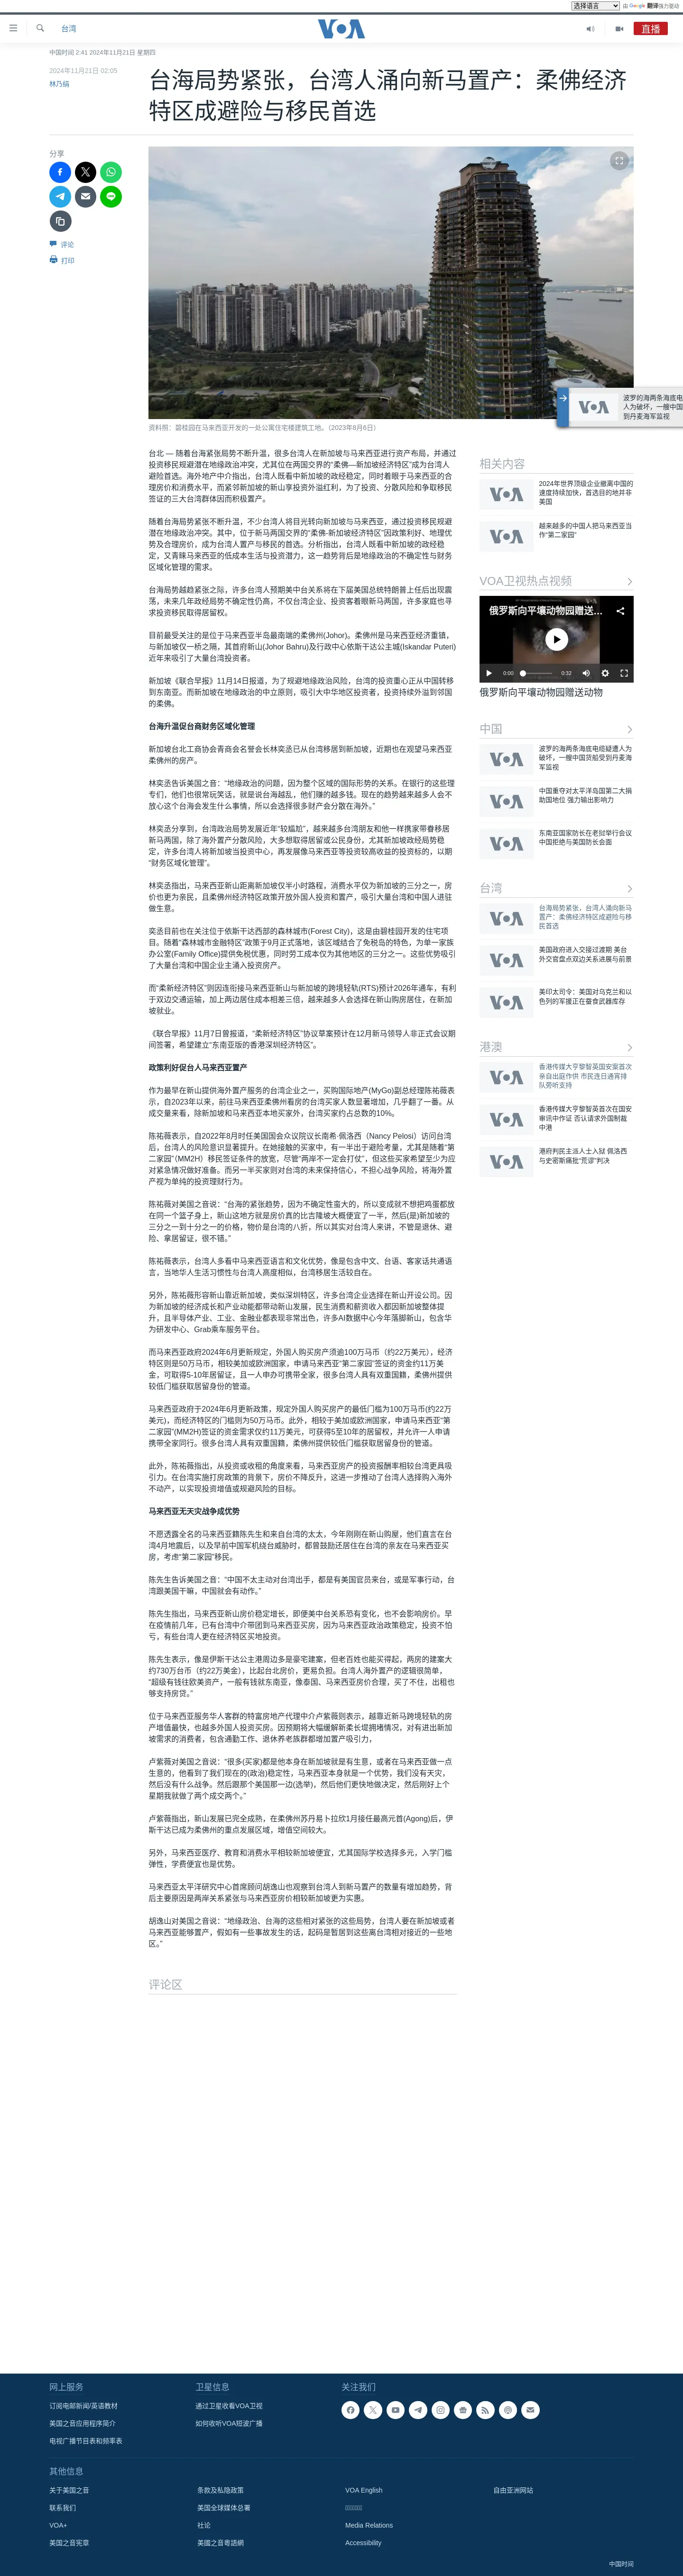 选择语言
由 Google 翻译强力驱动
台湾
VOA
直播
中国时间 2:41 2024年11月21日 星期四
2024年11月21日 02:05
林乃绢
台海局势紧张，台湾人涌向新马置产：柔佛经济
特区成避险与移民首选
分享
评论
打印
资料照：碧桂园在马来西亚开发的一处公寓住宅楼建筑工地。（2023年8月6日）
波罗的海两条海底电
人为破坏，一艘中国
到丹麦海军监视
台北 — 随着台海紧张局势不断升温，很多台湾人在新加坡与马来西亚进行资产布局，并通过
投资移民规避潜在地缘政治冲突，尤其位在两国交界的“柔佛—新加坡经济特区”成为台湾人
避险首选。海外地产中介指出，台湾人既看中新加坡的政经稳定，同时着眼于马来西亚的合
理房价和消费水平，而紧邻新加坡的新山享投资外溢红利，为了投资、分散风险和争取移民
签证的三大台湾群体因而积极置产。
随着台海局势紧张不断升温，不少台湾人将目光转向新加坡与马来西亚，通过投资移民规避
潜在的地缘政治冲突。其中，位于新马两国交界的“柔佛-新加坡经济特区”因政策利好、地理优
势及合理房价，成为台湾人置产与移民的首选。分析指出，台湾人既看中新加坡的政经稳
定，又青睐马来西亚的低成本生活与投资潜力，这一趋势背后是地缘政治的不确定性与财务
区域化管理的需求。
台海局势越趋紧张之际，许多台湾人预期美中台关系将在下届美国总统特朗普上任后出现震
荡，未来几年政经局势不确定性仍高，不仅台湾企业、投资客着眼新马两国，许多家庭也寻
求投资移民取得居留权。
目前最受关注的是位于马来西亚半岛最南端的柔佛州(Johor)。柔佛州是马来西亚经济重镇，
与新加坡仅一桥之隔，其首府新山(Johor Bahru)及行政中心依斯干达公主城(Iskandar Puteri)
近年来吸引了大量台湾投资者。
新加坡《联合早报》11月14日报道，为了规避地缘政治风险，台湾的投资重心正从中国转移
到东南亚。而新加坡在地缘政治的中立原则，吸引大中华地区投资者，投资持续外溢到邻国
的柔佛。
台海升温促台商财务区域化管理
新加坡台北工商协会青商会名誉会长林奕丞已从台湾移居到新加坡，近期也在观望马来西亚
柔佛州的房产。
林奕丞告诉美国之音：“地缘政治的问题，因为整个区域的国际形势的关系。在银行的这些理
专们，他们也很常玩笑话，就是说台海越乱，他们赚的越多钱。现在的趋势越来越多人会不
放心这个台海会发生什么事情，所以会选择很多财产会分散在海外。”
林奕丞分享到，台湾政治局势发展近年“较尴尬”，越来越多台湾朋友和他一样携家带眷移居
新马两国，除了海外置产分散风险，大多想取得居留或公民身份，尤其新加坡政经局势稳
定，许多台湾人将新加坡当投资中心，再发展像马来西亚等投资较高收益的投资标的，以期
“财务区域化管理”。
林奕丞指出，马来西亚新山距离新加坡仅半小时路程，消费水平仅为新加坡的三分之一，房
价也更为亲民，且柔佛州经济特区政策开放外国人投资和置产，吸引大量台湾和中国人进驻
做生意。
奕丞目前也在关注位于依斯干达西部的森林城市(Forest City)，这是由碧桂园开发的住宅项
目。随着“森林城市金融特区”政策于9月正式落地，该区域结合了免税岛的特色，为单一家族
办公室(Family Office)提供免税优惠，同时劳工成本仅为其他地区的三分之一。这些优势吸引
了大量台湾和中国企业主涌入投资房产。
而“柔新经济特区”则因连衔接马来西亚新山与新加坡的跨境轻轨(RTS)预计2026年通车，有利
于双边交通运输，加上两边居住成本相差三倍，越来越多人会选择在新山购房居住，在新加
坡就业。
《联合早报》11月7日曾报道，“柔新经济特区”协议草案预计在12月新马领导人非正式会议期
间签署，希望建立“东南亚版的香港深圳经济特区”。
政策利好促台人马来西亚置产
作为最早在新山提供海外置产服务的台湾企业之一，买购国际地产(MyGo)副总经理陈祐薇表
示，自2023年以来，前往马来西亚柔佛州看房的台湾买家人数显著增加，几乎翻了一番。从
成交量来看，除新加坡和马来西亚本地买家外，台湾买家约占总数的10%。
陈祐薇表示，自2022年8月时任美国国会众议院议长南希·佩洛西（Nancy Pelosi）访问台湾
后，台湾人的风险意识显著提升。在她接触的买家中，有一半出于避险考量，尤其是随着“第
二家园”（MM2H）移民签证条件的放宽，尽管“两岸不一定会打仗”，但这些买家希望至少为应
对紧急情况做好准备。而另一半买家则对台湾的未来保持信心，不担心战争风险，将海外置
产视为单纯的投资理财行为。
陈祐薇对美国之音说：“台海的紧张趋势，因为不确定性蛮大的，所以变成就不想把鸡蛋都放
在同一个篮子身上，新山这地方就是房价真的比吉隆坡大概便宜了一半，然后(是)新加坡的
三分之一到十分之一的价格，物价是台湾的八折，所以其实对台湾人来讲，不管是退休、避
险、拿居留证，很不错。”
陈祐薇表示，台湾人多看中马来西亚语言和文化优势，像是包含中文、台语、客家话共通语
言，当地华人生活习惯性与台湾人高度相似，台湾移居生活较自在。
另外，陈祐薇形容新山靠近新加坡，类似深圳特区，许多台湾企业选择在新山开设公司。因
为新加坡的经济成长和产业动能都带动新山发展，民生消费和薪资收入都因新加坡整体提
升，且半导体产业、工业、金融业都表现非常出色，许多AI数据中心今年落脚新山，包含华
为研发中心、Grab乘车服务平台。
而马来西亚政府2024年6月更新规定，外国人购买房产须逾100万马币（约22万美元），经济
特区则是50万马币，相较美加或欧洲国家，申请马来西亚“第二家园”签证的资金约11万美
金，可取得5-10年居留证，且一人申办可携带全家，很多台湾人具有双重国籍，柔佛州提供
较低门槛获取居留身份的管道。
马来西亚政府于2024年6月更新政策，规定外国人购买房产的最低门槛为100万马币(约22万
美元)，而经济特区的门槛则为50万马币。此外，相较于美加或欧洲国家，申请马来西亚“第
二家园”(MM2H)签证的资金需求仅约11万美元，可获得5至10年的居留权，并允许一人申请
携带全家同行。很多台湾人具有双重国籍，柔佛州提供较低门槛获取居留身份的管道。
此外，陈祐薇指出，从投资或收租的角度来看，马来西亚房产的投资报酬率相较台湾更具吸
引力。在台湾实施打房政策的背景下，房价不降反升，这进一步推动了台湾人选择购入海外
不动产，以实现投资增值或规避风险的目标。
马来西亚无天灾战争成优势
不愿透露全名的马来西亚籍陈先生和来自台湾的太太，今年刚刚在新山购屋，他们直言在台
湾4月地震后，以及早前中国军机绕台威胁时，都曾鼓励还居住在台湾的亲友在马来西亚买
房，考虑“第二家园”移民。
陈先生告诉美国之音：“中国不太主动对台湾出手，都是有美国官员来台，或是军事行动，台
湾跟美国干嘛，中国就会有动作。”
陈先生指出，马来西亚新山房价稳定增长，即便美中台关系恐有变化，也不会影响房价。早
在疫情前几年，已有台湾中介带团到马来西亚买房，因为马来西亚政治政策稳定，投资不怕
亏，有些台湾人更在经济特区买地投资。
陈先生表示，像是伊斯干达公主港周边多是豪宅建案，但老百姓也能买得起，两房的建案大
约730万台币（约22万美金），比起台北房价，更易负担。台湾人海外置产的逻辑很简单，
“超级有钱往欧美资产，一般有钱就东南亚，像泰国、马来西亚房价合理，买了不住，出租也
够支持房贷。”
位于马来西亚服务华人客群的特富房地产代理中介卢紫薇则表示，越靠近新马跨境轻轨的房
产增值最快，也越多外国人投资买房。因预期将大幅缓解新柔长堤拥堵情况，对有进出新加
坡需求的消费者，包含通勤工作、退休养老族群都增加置产吸引力，
卢紫薇对美国之音说：“很多(买家)都是他本身在新加坡就是有生意，或者在马来西亚做一点
生意的，他看到了我们现在的(政治)稳定性，马来西亚本身就是一个优势，我们没有天灾，
然后没有什么战争。然后跟那个美国那一边(选举)，然后他们更快地做决定，然后刚好上个
星期我就做了两个成交两个。”
卢紫薇指出，新山发展已完全成熟，在柔佛州苏丹易卜拉欣1月接任最高元首(Agong)后，伊
斯干达已成为柔佛州的重点发展区域，增值空间较大。
另外，马来西亚医疗、教育和消费水平相较新加坡便宜，尤其国际学校选择多元，入学门槛
弹性，学费便宜也是优势。
马来西亚太平洋研究中心首席顾问胡逸山也观察到台湾人到新马置产的数量有增加趋势，背
后主要原因是两岸关系紧张与马来西亚房价相较新加坡更为实惠。
胡逸山对美国之音说：“地缘政治、台海的这些相对紧张的这些局势，台湾人要在新加坡或者
马来西亚能够置产，假如有一些事故发生的话，起码是暂居到这些离台湾相对接近的一些地
区。”
评论区
相关内容
2024年世界顶级企业撤离中国的
速度持续加快，首选目的地并非
美国
越来越多的中国人把马来西亚当
作“第二家园”
VOA卫视热点视频
俄罗斯向平壤动物园赠送...
0:00
0:32
俄罗斯向平壤动物园赠送动物
中国
波罗的海两条海底电缆疑遭人为
破坏，一艘中国货船受到丹麦海
军监视
中国重夺对太平洋岛国第二大捐
助国地位 强力输出影响力
东南亚国家防长在老挝举行会议
中国拒绝与美国防长会面
台湾
台海局势紧张，台湾人涌向新马
置产：柔佛经济特区成避险与移
民首选
美国政府进入交接过渡期 美台
外交官盘点双边关系进展与前景
美印太司令：美国对乌克兰和以
色列的军援正在蚕食武器库存
港澳
香港传媒大亨黎智英国安案首次
亲自出庭作供 市民连日通宵排
队旁听支持
香港传媒大亨黎智英首次在国安
审讯中作证 否认请求外国制裁
中港
港府判民主派人士入狱 佩洛西
与史密斯痛批“荒谬”判决
网上服务
订阅电邮新闻/英语教材
美国之音应用程序简介
电视广播节目表和频率表
卫星信息
通过卫星收看VOA卫视
如何收听VOA短波广播
关注我们
其他信息
关于美国之音
条款及私隐政策
VOA English
自由亚洲网站
联系我们
美国全球媒体总署
VOA+
社论
Media Relations
美国之音宪章
美國之音粵語網
Accessibility
中国时间